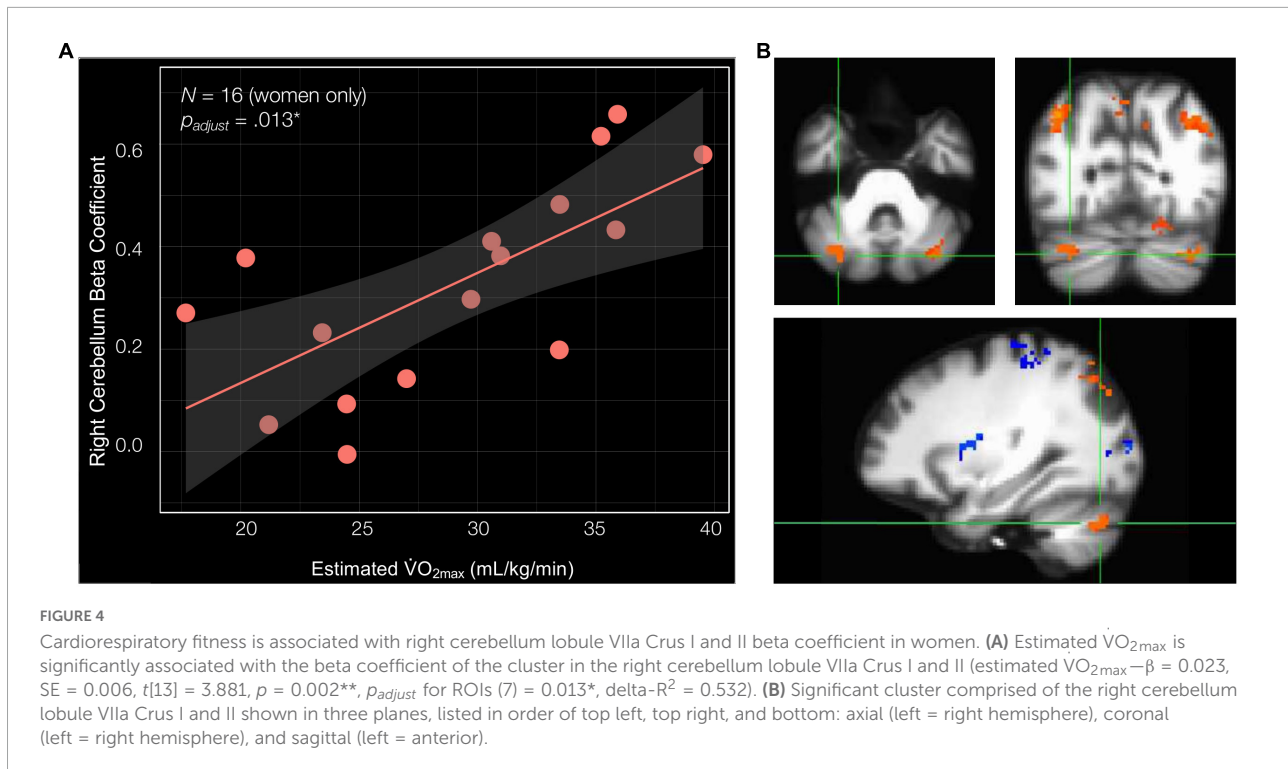 A
B
N = 16 (women only)
p_adjust = .013*
Right Cerebellum Beta Coefficient
0.6
0.4
0.2
0.0
20 25 30 35 40
Estimated V̇O₂max (mL/kg/min)
FIGURE 4
Cardiorespiratory fitness is associated with right cerebellum lobule VIIa Crus I and II beta coefficient in women. (A) Estimated V̇O₂max is
significantly associated with the beta coefficient of the cluster in the right cerebellum lobule VIIa Crus I and II (estimated V̇O₂max—β = 0.023,
SE = 0.006, t[13] = 3.881, p = 0.002**, p_adjust for ROIs (7) = 0.013*, delta-R² = 0.532). (B) Significant cluster comprised of the right cerebellum
lobule VIIa Crus I and II shown in three planes, listed in order of top left, top right, and bottom: axial (left = right hemisphere), coronal
(left = right hemisphere), and sagittal (left = anterior).